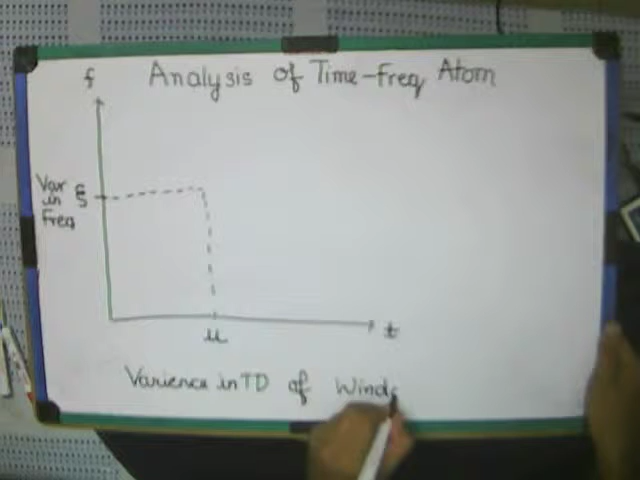 Analysis of Time-Freq Atom
f
Var
in
Freq
ξ
u
t
Varience in TD of Windo